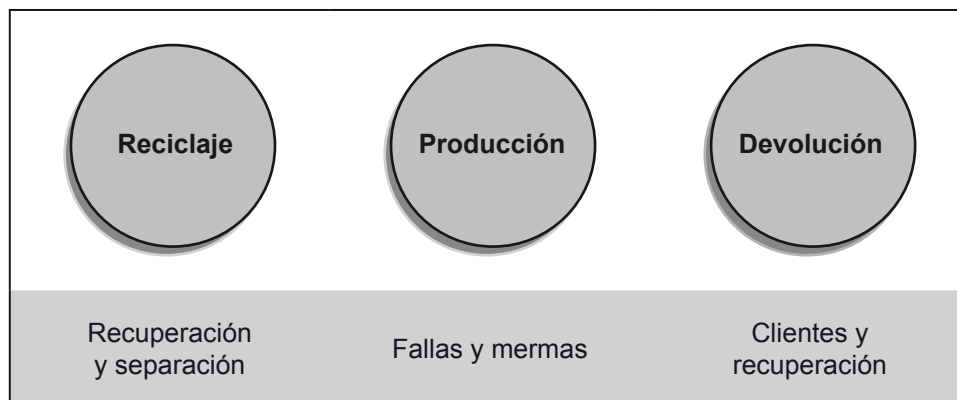 Reciclaje
Producción
Devolución
Recuperación
y separación
Fallas y mermas
Clientes y
recuperación